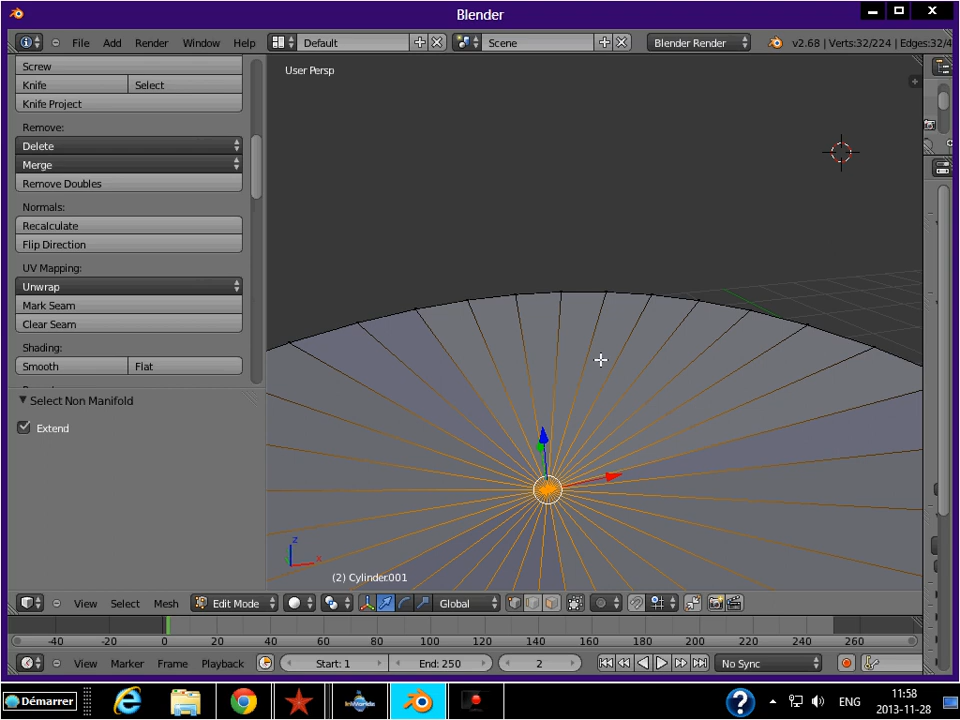 Blender
File Add Render Window Help Default Scene Blender Render v2.68 | Verts:32/224 | Edges:32/4
Screw
Knife Select
Knife Project
Remove:
Delete
Merge
Remove Doubles
Normals:
Recalculate
Flip Direction
UV Mapping:
Unwrap
Mark Seam
Clear Seam
Shading:
Smooth Flat
Select Non Manifold
Extend
User Persp
z
x
(2) Cylinder.001
View Select Mesh Edit Mode Global
-40 -20 0 20 40 60 80 100 120 140 160 180 200 220 240 260
View Marker Frame Playback Start: 1 End: 250 2 No Sync
Démarrer InWorldz ? ENG 11:58
2013-11-28